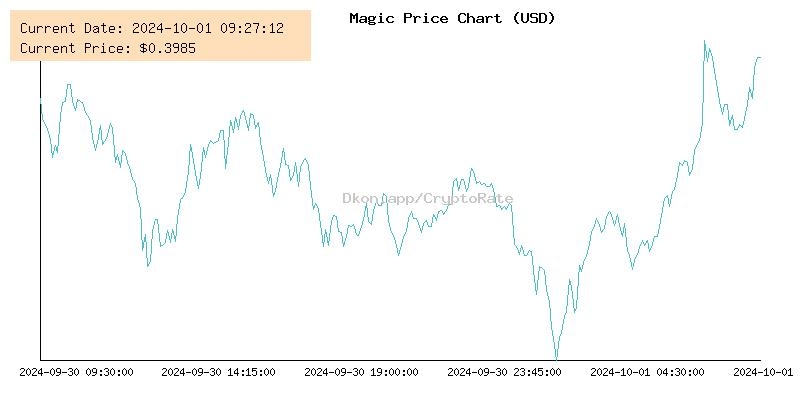 Magic Price Chart (USD)
Current Date: 2024-10-01 09:27:12
Current Price: $0.3985
Dkon.app/CryptoRate
2024-09-30 09:30:00 2024-09-30 14:15:00 2024-09-30 19:00:00 2024-09-30 23:45:00 2024-10-01 04:30:00 2024-10-01